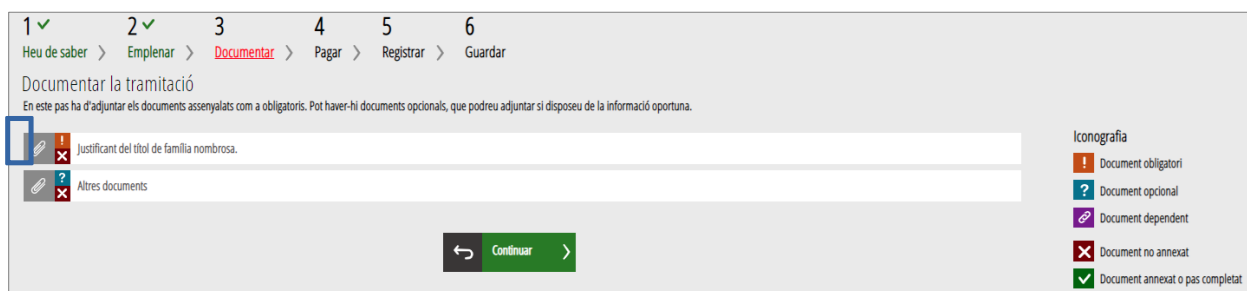 1 2 3 4 5 6
Heu de saber Emplenar Documentar Pagar Registrar Guardar
Documentar la tramitació
En este pas ha d'adjuntar els documents assenyalats com a obligatoris. Pot haver-hi documents opcionals, que podreu adjuntar si disposeu de la informació oportuna.
Justificant del títol de família nombrosa.
Altres documents
Continuar
Iconografia
! Document obligatori
? Document opcional
Document dependent
Document no annexat
Document annexat o pas completat